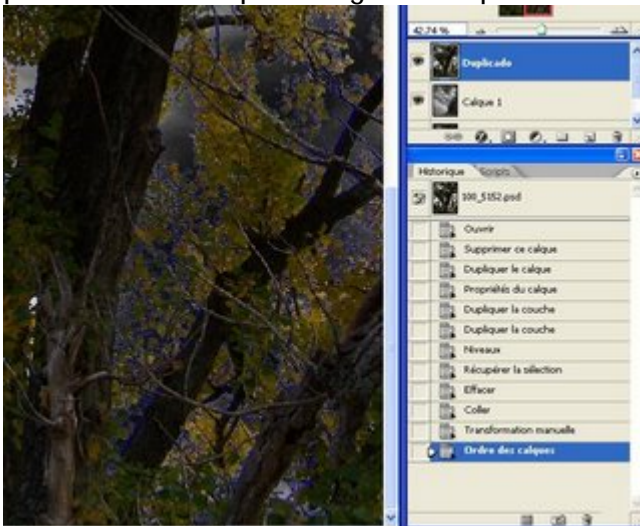 42.74 %
Duplicado
Calque 1
Historique Scripts
100_5152.psd
Ouvrir
Supprimer ce calque
Dupliquer le calque
Propriétés du calque
Dupliquer la couche
Dupliquer la couche
Niveaux
Récupérer la sélection
Effacer
Coller
Transformation manuelle
Ordre des calques